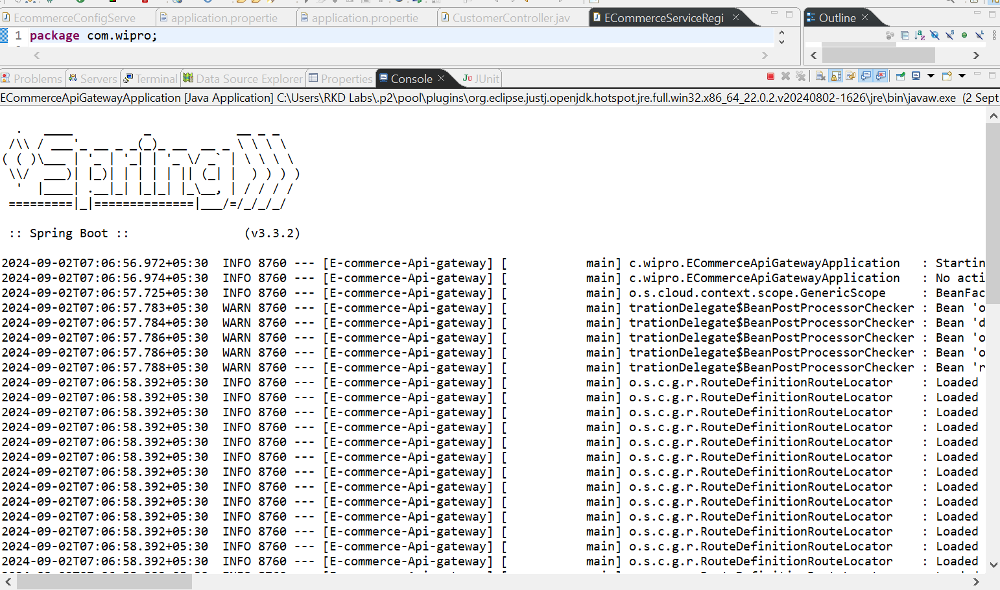 EcommerceConfigServe application.propertie application.propertie CustomerController.jav ECommerceServiceRegi Outline
1 package com.wipro;
Problems Servers Terminal Data Source Explorer Properties Console JUnit
ECommerceApiGatewayApplication [Java Application] C:\Users\RKD Labs\.p2\pool\plugins\org.eclipse.justj.openjdk.hotspot.jre.full.win32.x86_64_22.0.2.v20240802-1626\jre\bin\javaw.exe (2 Sept
  .   ____          _            __ _ _
 /\\ / ___'_ __ _ _(_)_ __  __ _ \ \ \ \
( ( )\___ | '_ | '_| | '_ \/ _` | \ \ \ \
 \\/  ___)| |_)| | | | | || (_| |  ) ) ) )
  '  |____| .__|_| |_|_| |_\__, | / / / /
 =========|_|==============|___/=/_/_/_/
:: Spring Boot :: (v3.3.2)
2024-09-02T07:06:56.972+05:30 INFO 8760 --- [E-commerce-Api-gateway] [ main] c.wipro.ECommerceApiGatewayApplication : Startin
2024-09-02T07:06:56.974+05:30 INFO 8760 --- [E-commerce-Api-gateway] [ main] c.wipro.ECommerceApiGatewayApplication : No acti
2024-09-02T07:06:57.725+05:30 INFO 8760 --- [E-commerce-Api-gateway] [ main] o.s.cloud.context.scope.GenericScope : BeanFac
2024-09-02T07:06:57.783+05:30 WARN 8760 --- [E-commerce-Api-gateway] [ main] trationDelegate$BeanPostProcessorChecker : Bean 'o
2024-09-02T07:06:57.784+05:30 WARN 8760 --- [E-commerce-Api-gateway] [ main] trationDelegate$BeanPostProcessorChecker : Bean 'd
2024-09-02T07:06:57.786+05:30 WARN 8760 --- [E-commerce-Api-gateway] [ main] trationDelegate$BeanPostProcessorChecker : Bean 'o
2024-09-02T07:06:57.786+05:30 WARN 8760 --- [E-commerce-Api-gateway] [ main] trationDelegate$BeanPostProcessorChecker : Bean 'o
2024-09-02T07:06:57.788+05:30 WARN 8760 --- [E-commerce-Api-gateway] [ main] trationDelegate$BeanPostProcessorChecker : Bean 'r
2024-09-02T07:06:58.392+05:30 INFO 8760 --- [E-commerce-Api-gateway] [ main] o.s.c.g.r.RouteDefinitionRouteLocator : Loaded
2024-09-02T07:06:58.392+05:30 INFO 8760 --- [E-commerce-Api-gateway] [ main] o.s.c.g.r.RouteDefinitionRouteLocator : Loaded
2024-09-02T07:06:58.392+05:30 INFO 8760 --- [E-commerce-Api-gateway] [ main] o.s.c.g.r.RouteDefinitionRouteLocator : Loaded
2024-09-02T07:06:58.392+05:30 INFO 8760 --- [E-commerce-Api-gateway] [ main] o.s.c.g.r.RouteDefinitionRouteLocator : Loaded
2024-09-02T07:06:58.392+05:30 INFO 8760 --- [E-commerce-Api-gateway] [ main] o.s.c.g.r.RouteDefinitionRouteLocator : Loaded
2024-09-02T07:06:58.392+05:30 INFO 8760 --- [E-commerce-Api-gateway] [ main] o.s.c.g.r.RouteDefinitionRouteLocator : Loaded
2024-09-02T07:06:58.392+05:30 INFO 8760 --- [E-commerce-Api-gateway] [ main] o.s.c.g.r.RouteDefinitionRouteLocator : Loaded
2024-09-02T07:06:58.392+05:30 INFO 8760 --- [E-commerce-Api-gateway] [ main] o.s.c.g.r.RouteDefinitionRouteLocator : Loaded
2024-09-02T07:06:58.392+05:30 INFO 8760 --- [E-commerce-Api-gateway] [ main] o.s.c.g.r.RouteDefinitionRouteLocator : Loaded
2024-09-02T07:06:58.392+05:30 INFO 8760 --- [E-commerce-Api-gateway] [ main] o.s.c.g.r.RouteDefinitionRouteLocator : Loaded
2024-09-02T07:06:58.392+05:30 INFO 8760 --- [E-commerce-Api-gateway] [ main] o.s.c.g.r.RouteDefinitionRouteLocator : Loaded
2024-09-02T07:06:58.392+05:30 INFO 8760 --- [E-commerce-Api-gateway] [ main] o.s.c.g.r.RouteDefinitionRouteLocator : Loaded
2024-09-02T07:06:58.392+05:30 INFO 8760 --- [E-commerce-Api-gateway] [ main] o.s.c.g.r.RouteDefinitionRouteLocator : Loaded